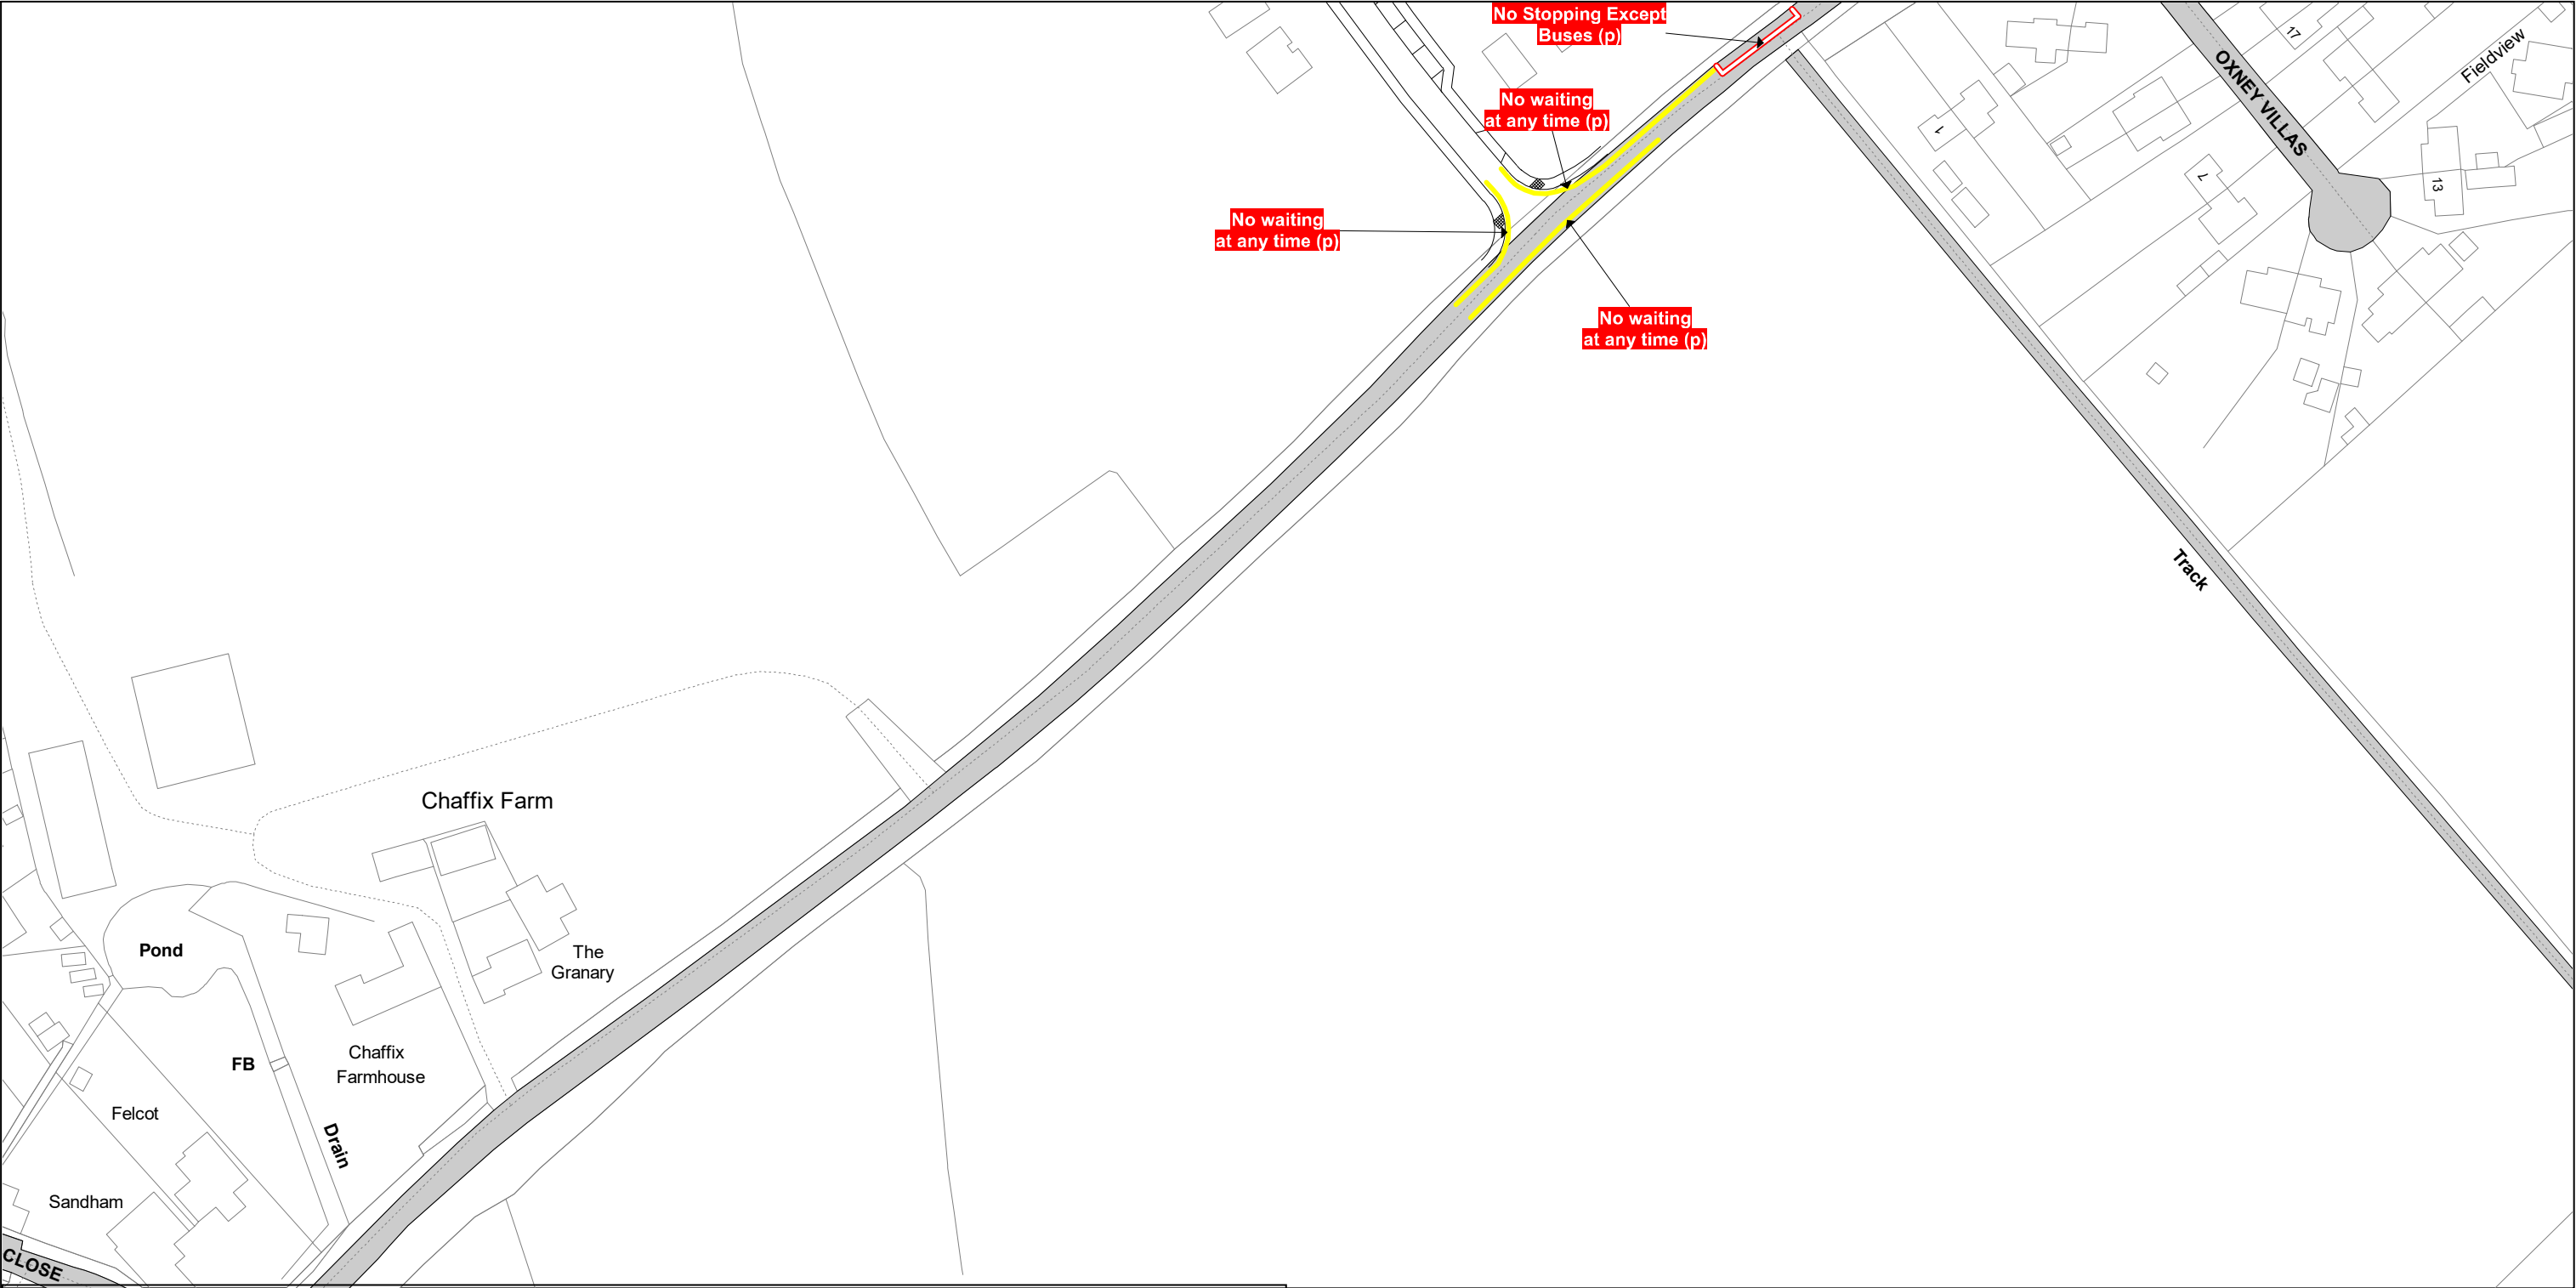 No Stopping Except
Buses (p)
No waiting
at any time (p)
No waiting
at any time (p)
No waiting
at any time (p)
OXNEY VILLAS
17
Fieldview
1
7
13
Track
Chaffix Farm
The
Granary
Pond
FB
Chaffix
Farmhouse
Felcot
Drain
Sandham
CLOSE